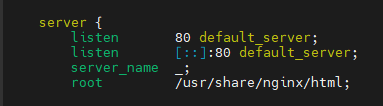 server {
listen 80 default_server;
listen [::]:80 default_server;
server_name _;
root /usr/share/nginx/html;